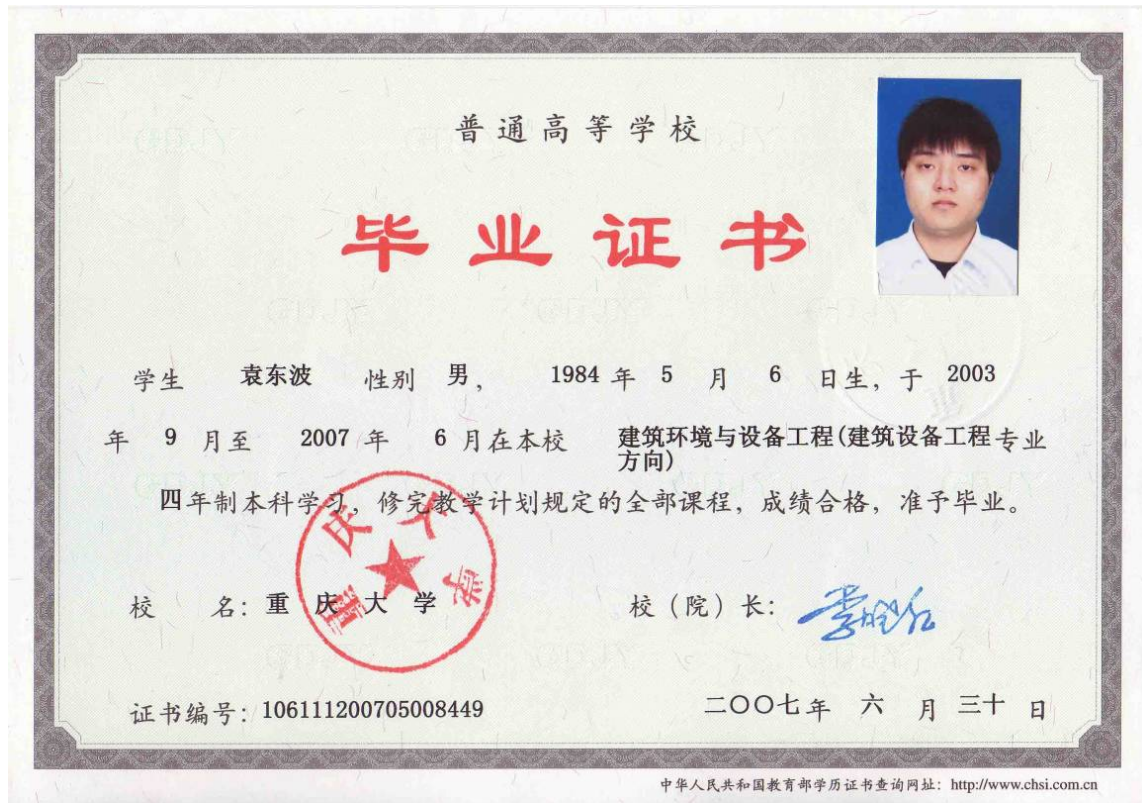 普通高等学校
毕业证书
学生 袁东波 性别 男， 1984 年 5 月 6 日生，于 2003
年 9 月至 2007 年 6 月在本校 建筑环境与设备工程(建筑设备工程 专业
方向)
四年制本科学习，修完教学计划规定的全部课程，成绩合格，准予毕业。
重庆大学
校 名：重庆大学 校（院）长：
证书编号：106111200705008449 二〇〇七年 六 月 三十 日
中华人民共和国教育部学历证书查询网址：http://www.chsi.com.cn